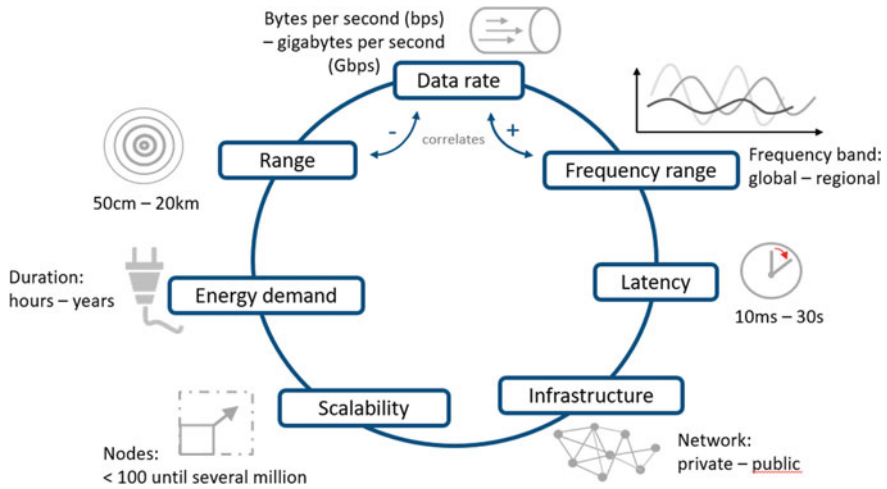 Bytes per second (bps)
– gigabytes per second
(Gbps)
Data rate
-
correlates
+
Range
50cm – 20km
Frequency range
Frequency band:
global – regional
Duration:
hours – years
Energy demand
Latency
10ms – 30s
Scalability
Nodes:
< 100 until several million
Infrastructure
Network:
private – public